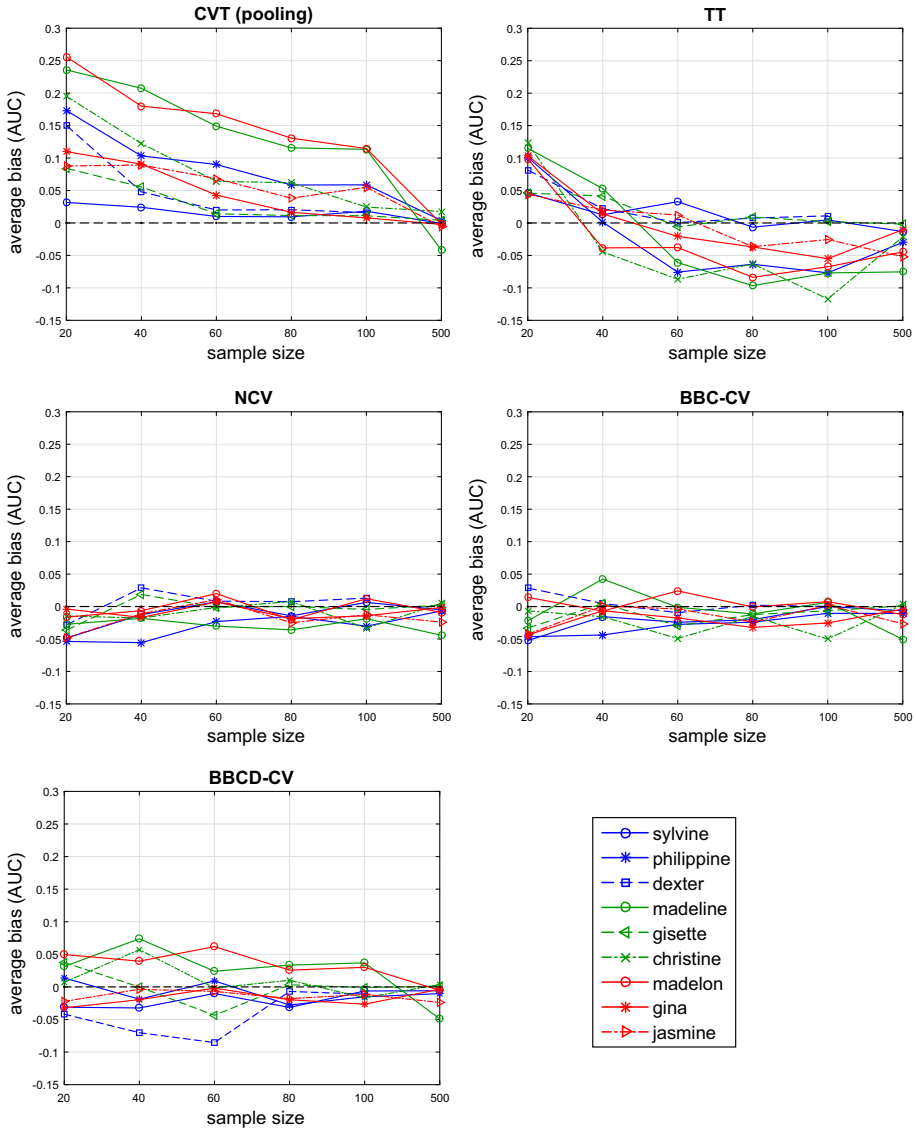 CVT (pooling)
0.3
0.25
0.2
0.15
0.1
0.05
0
-0.05
-0.1
-0.15
average bias (AUC)
20 40 60 80 100 500
sample size
TT
0.3
0.25
0.2
0.15
0.1
0.05
0
-0.05
-0.1
-0.15
average bias (AUC)
20 40 60 80 100 500
sample size
NCV
0.3
0.25
0.2
0.15
0.1
0.05
0
-0.05
-0.1
-0.15
average bias (AUC)
20 40 60 80 100 500
sample size
BBC-CV
0.3
0.25
0.2
0.15
0.1
0.05
0
-0.05
-0.1
-0.15
average bias (AUC)
20 40 60 80 100 500
sample size
BBCD-CV
0.3
0.25
0.2
0.15
0.1
0.05
0
-0.05
-0.1
-0.15
average bias (AUC)
20 40 60 80 100 500
sample size
sylvine
philippine
dexter
madeline
gisette
christine
madelon
gina
jasmine